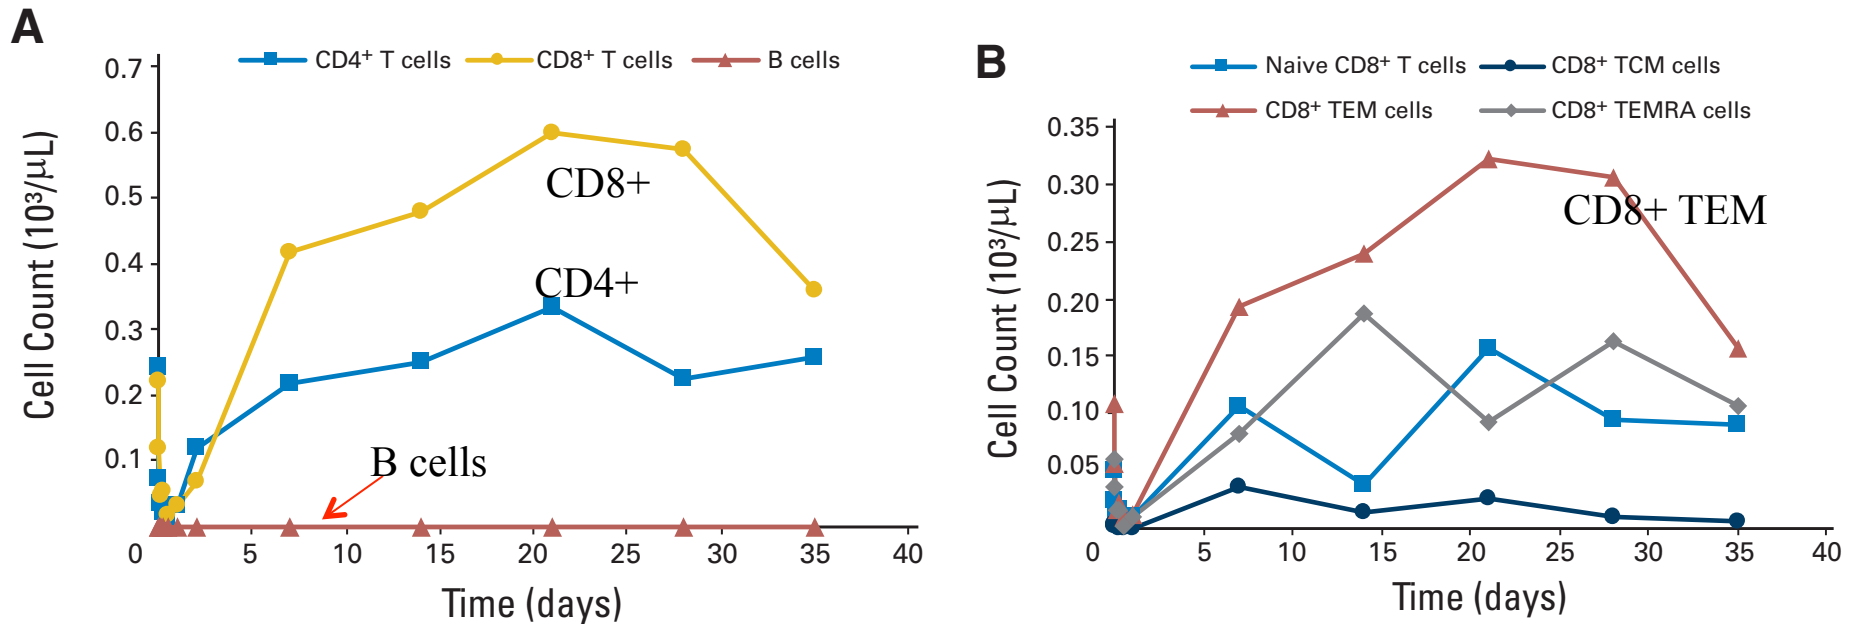 A
CD4⁺ T cells CD8⁺ T cells B cells
Cell Count (10³/μL)
0.7
0.6
0.5
0.4
0.3
0.2
0.1
CD8+
CD4+
B cells
0 5 10 15 20 25 30 35 40
Time (days)
B
Naive CD8⁺ T cells CD8⁺ TCM cells
CD8⁺ TEM cells CD8⁺ TEMRA cells
Cell Count (10³/μL)
0.35
0.30
0.25
0.20
0.15
0.10
0.05
CD8+ TEM
0 5 10 15 20 25 30 35 40
Time (days)